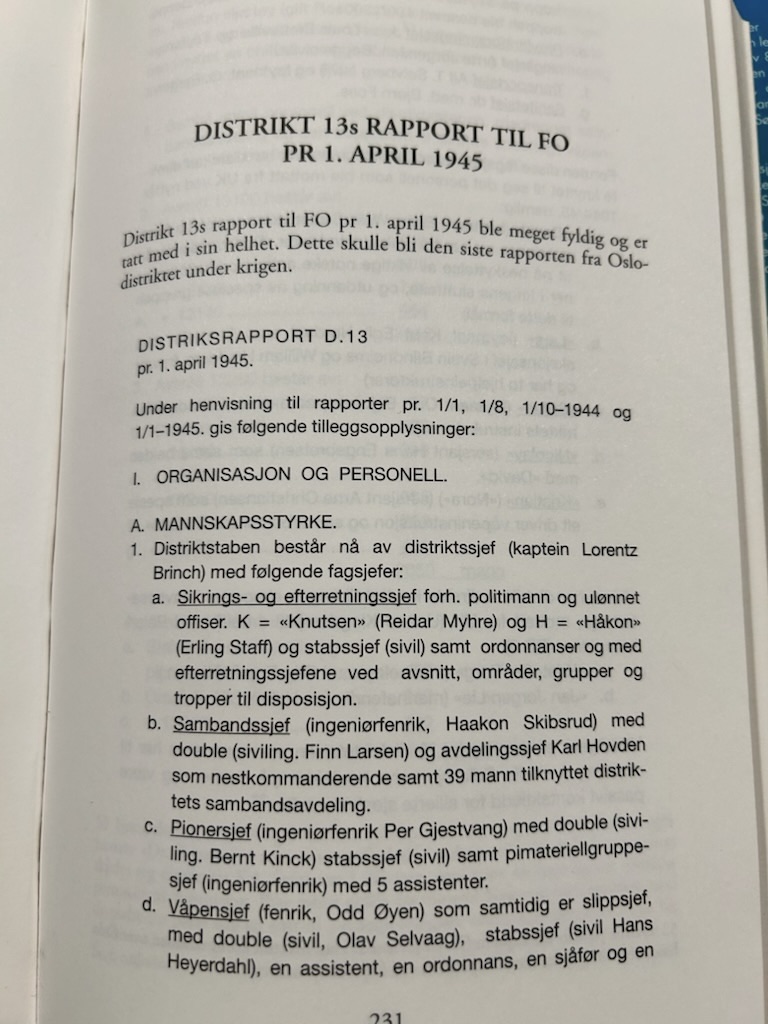 DISTRIKT 13s RAPPORT TIL FO
PR 1. APRIL 1945
Distrikt 13s rapport til FO pr 1. april 1945 ble meget fyldig og er
tatt med i sin helhet. Dette skulle bli den siste rapporten fra Oslo-
distriktet under krigen.
DISTRIKSRAPPORT D.13
pr. 1. april 1945.
Under henvisning til rapporter pr. 1/1, 1/8, 1/10–1944 og
1/1–1945. gis følgende tilleggsopplysninger:
I. ORGANISASJON OG PERSONELL.
A. MANNSKAPSSTYRKE.
1. Distriktstaben består nå av distriktssjef (kaptein Lorentz
Brinch) med følgende fagsjefer:
a. Sikrings- og efterretningssjef forh. politimann og ulønnet
offiser. K = «Knutsen» (Reidar Myhre) og H = «Håkon»
(Erling Staff) og stabssjef (sivil) samt ordonnanser og med
efterretningssjefene ved avsnitt, områder, grupper og
tropper til disposisjon.
b. Sambandssjef (ingeniørfenrik, Haakon Skibsrud) med
double (siviling. Finn Larsen) og avdelingssjef Karl Hovden
som nestkommanderende samt 39 mann tilknyttet distrik-
tets sambandsavdeling.
c. Pionersjef (ingeniørfenrik Per Gjestvang) med double (sivi-
ling. Bernt Kinck) stabssjef (sivil) samt pimateriellgruppe-
sjef (ingeniørfenrik) med 5 assistenter.
d. Våpensjef (fenrik, Odd Øyen) som samtidig er slippsjef,
med double (sivil, Olav Selvaag), stabssjef (sivil Hans
Heyerdahl), en assistent, en ordonnans, en sjåfør og en
231